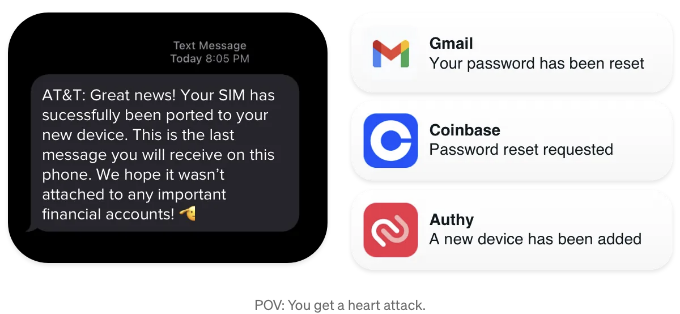 Text Message
Today 8:05 PM
AT&T: Great news! Your SIM has
sucessfully been ported to your
new device. This is the last
message you will receive on this
phone. We hope it wasn't
attached to any important
financial accounts! 🫡
Gmail
Your password has been reset
Coinbase
Password reset requested
Authy
A new device has been added
POV: You get a heart attack.